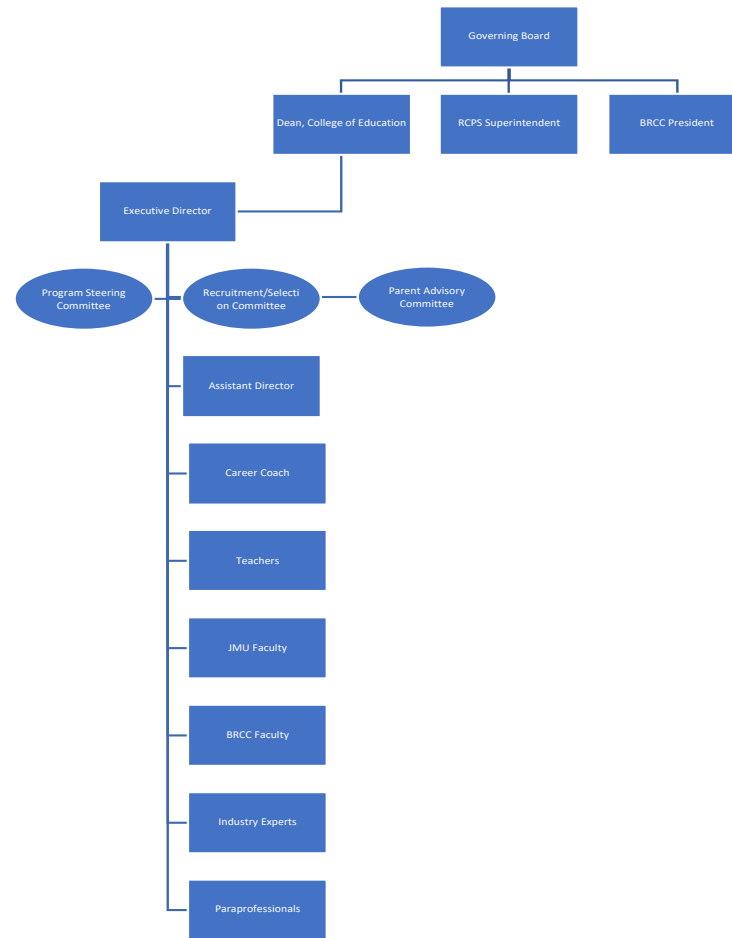 Governing Board
Dean, College of Education
RCPS Superintendent
BRCC President
Executive Director
Program Steering
Committee
Recruitment/Selecti
on Committee
Parent Advisory
Committee
Assistant Director
Career Coach
Teachers
JMU Faculty
BRCC Faculty
Industry Experts
Paraprofessionals